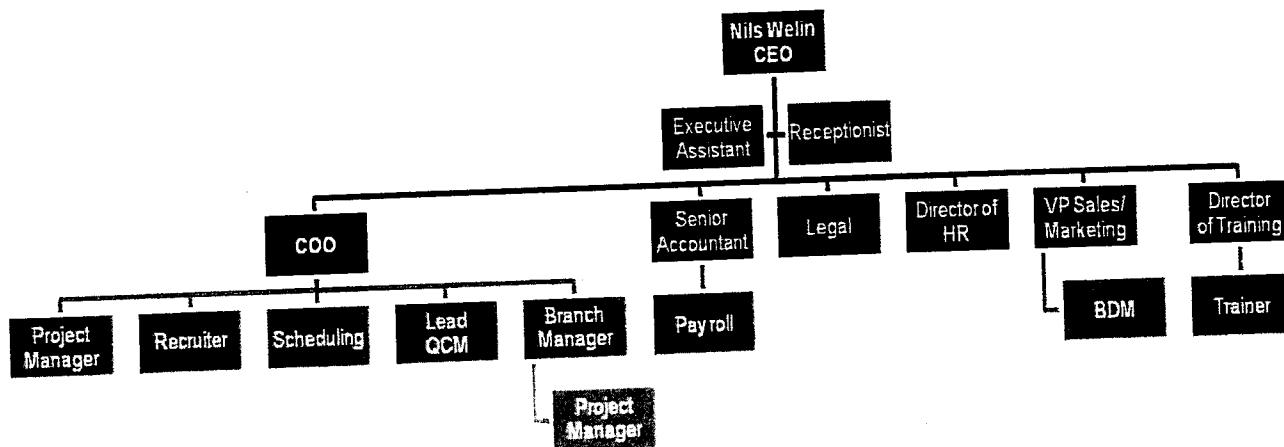 Nils Welin
CEO
Executive
Assistant
Receptionist
COO
Senior
Accountant
Legal
Director of
HR
VP Sales/
Marketing
Director
of Training
Project
Manager
Recruiter
Scheduling
Lead
QCM
Branch
Manager
Payroll
BDM
Trainer
Project
Manager